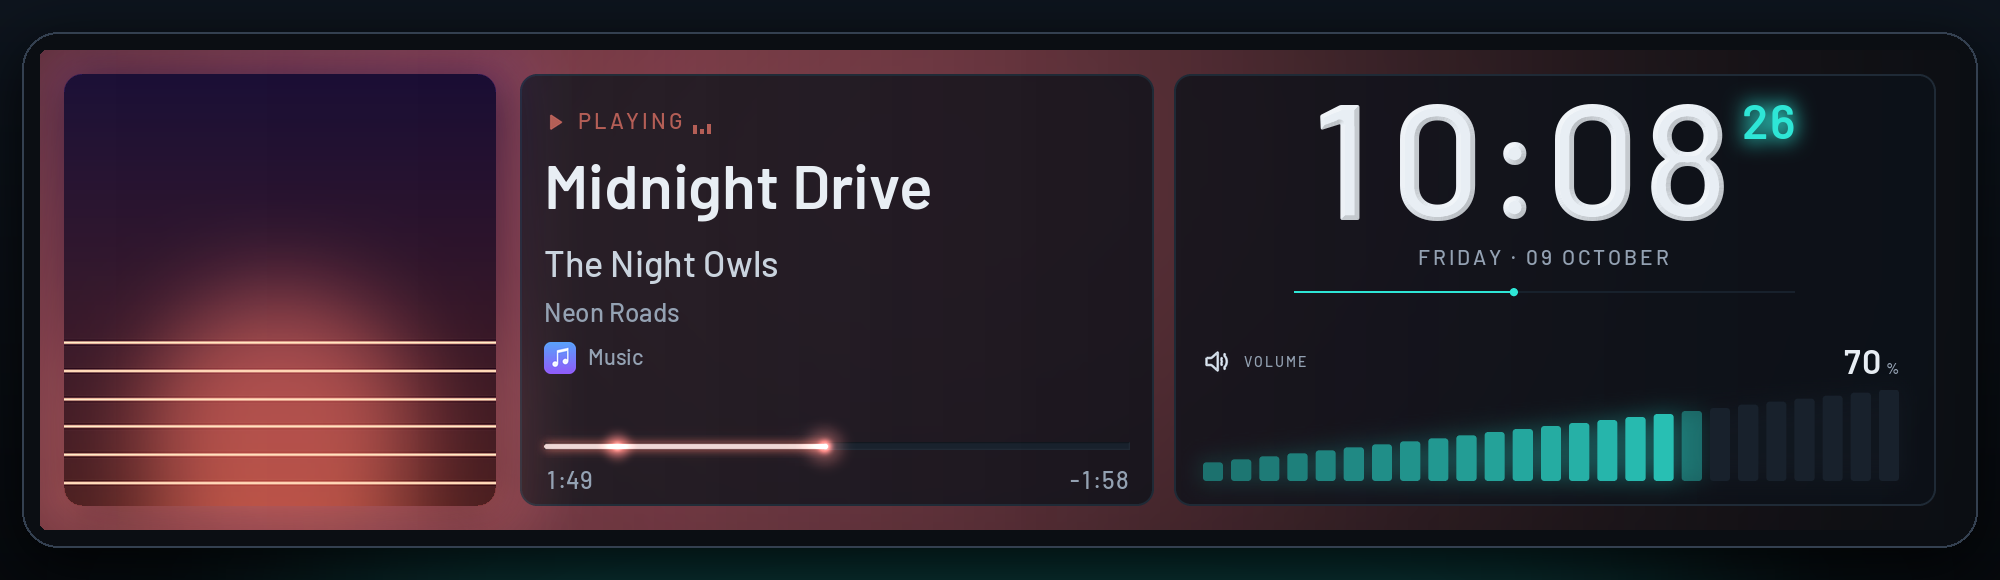 PLAYING
Midnight Drive
The Night Owls
Neon Roads
Music
1:49
-1:58
10:08 26
FRIDAY · 09 OCTOBER
VOLUME
70 %